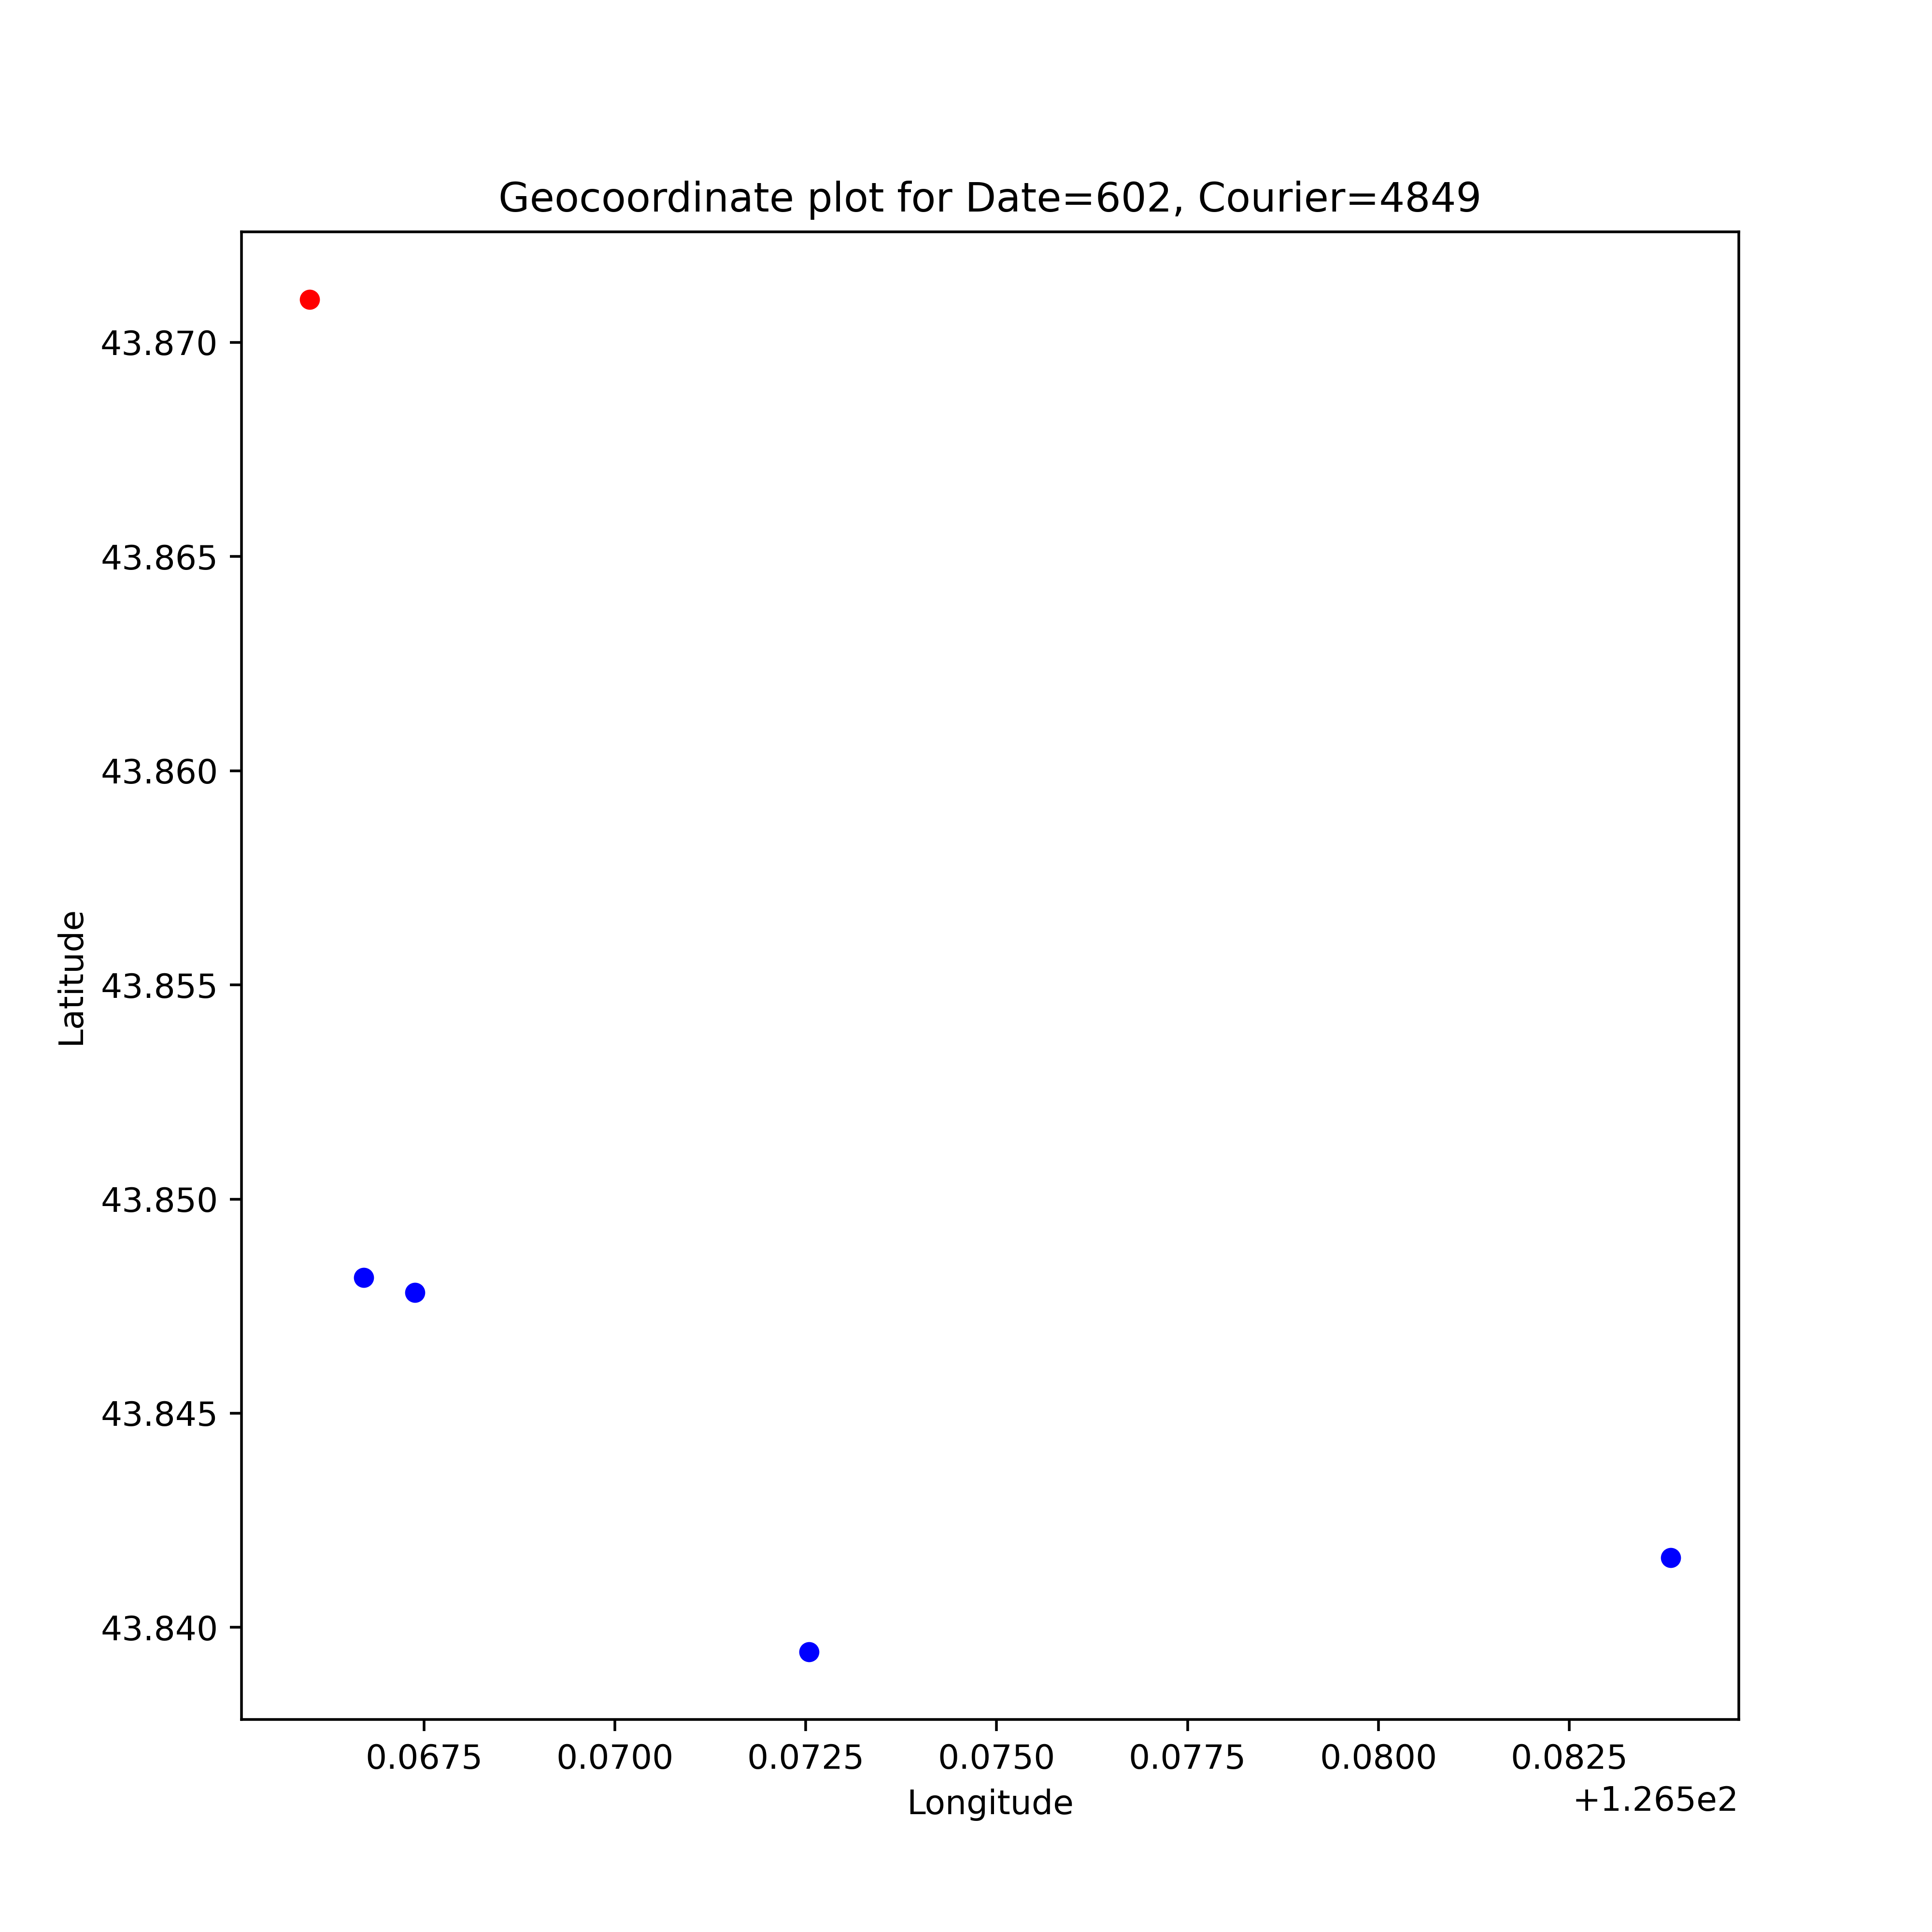 Geocoordinate plot for Date=602, Courier=4849
43.870
43.865
43.860
43.855
43.850
43.845
43.840
Latitude
0.0675 0.0700 0.0725 0.0750 0.0775 0.0800 0.0825
+1.265e2
Longitude